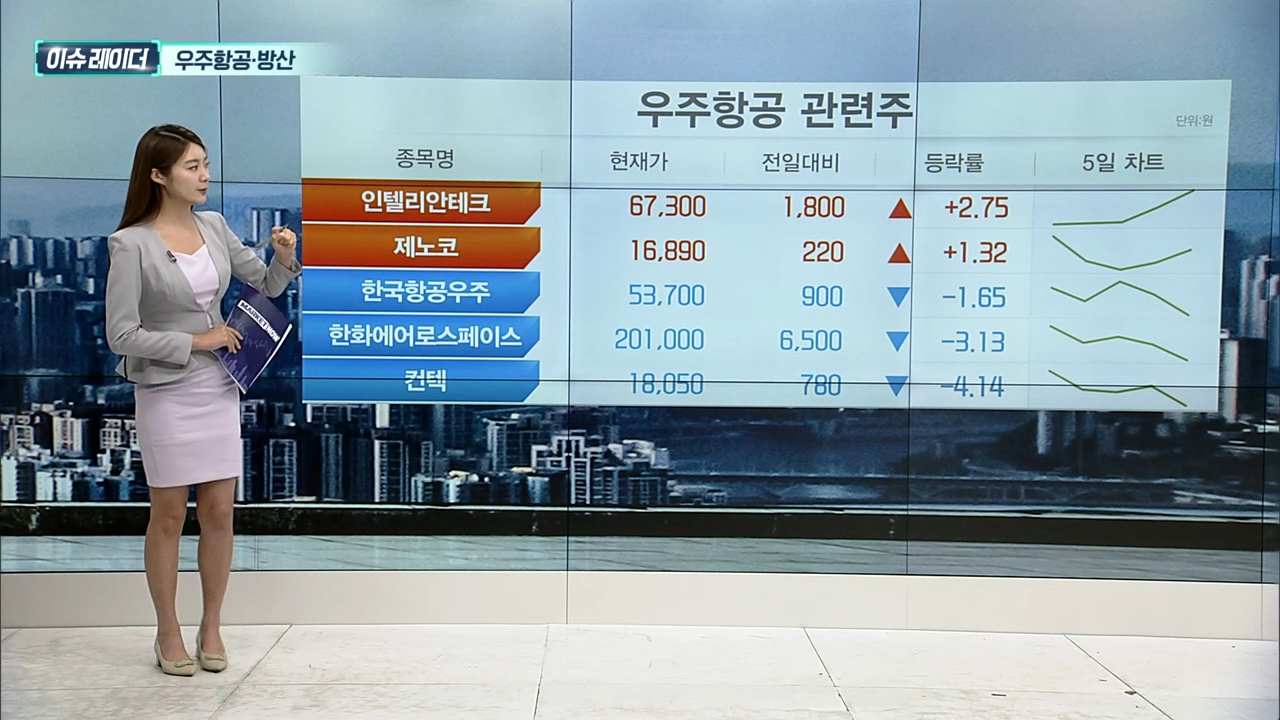 이슈 레이더 우주항공·방산
우주항공 관련주
단위:원
종목명 현재가 전일대비 등락률 5일 차트
인텔리안테크 67,300 1,800 ▲ +2.75
제노코 16,890 220 ▲ +1.32
한국항공우주 53,700 900 ▼ -1.65
한화에어로스페이스 201,000 6,500 ▼ -3.13
컨텍 18,050 780 ▼ -4.14
MARKET NOW